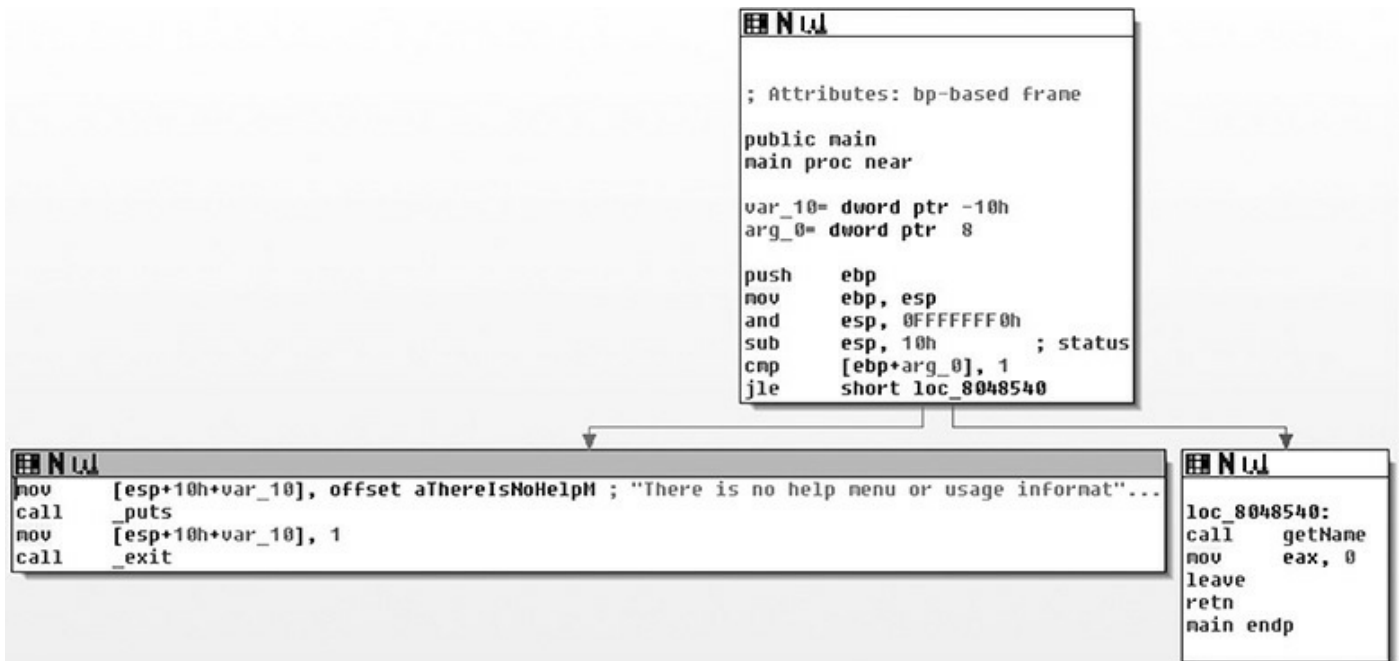 ; Attributes: bp-based frame
public main
main proc near
var_10= dword ptr -10h
arg_0= dword ptr 8
push ebp
mov ebp, esp
and esp, 0FFFFFFF0h
sub esp, 10h ; status
cmp [ebp+arg_0], 1
jle short loc_8048540
mov [esp+10h+var_10], offset aThereIsNoHelpM ; "There is no help menu or usage informat"...
call _puts
mov [esp+10h+var_10], 1
call _exit
loc_8048540:
call getName
mov eax, 0
leave
retn
main endp